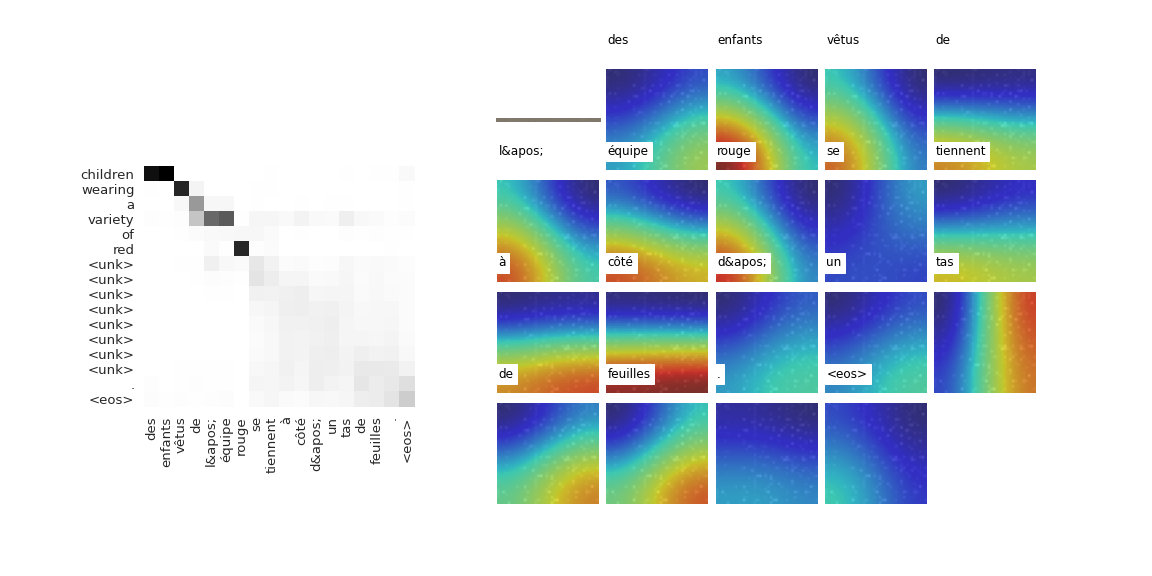 children
wearing
a
variety
of
red
<unk>
<unk>
<unk>
<unk>
<unk>
<unk>
<unk>
<unk>
.
<eos>
des
enfants
vêtus
de
l&apos;
équipe
rouge
se
tiennent
à
côté
d&apos;
un
tas
de
feuilles
.
<eos>
des enfants vêtus de
l&apos; équipe rouge se tiennent
à côté d&apos; un tas
de feuilles . <eos>